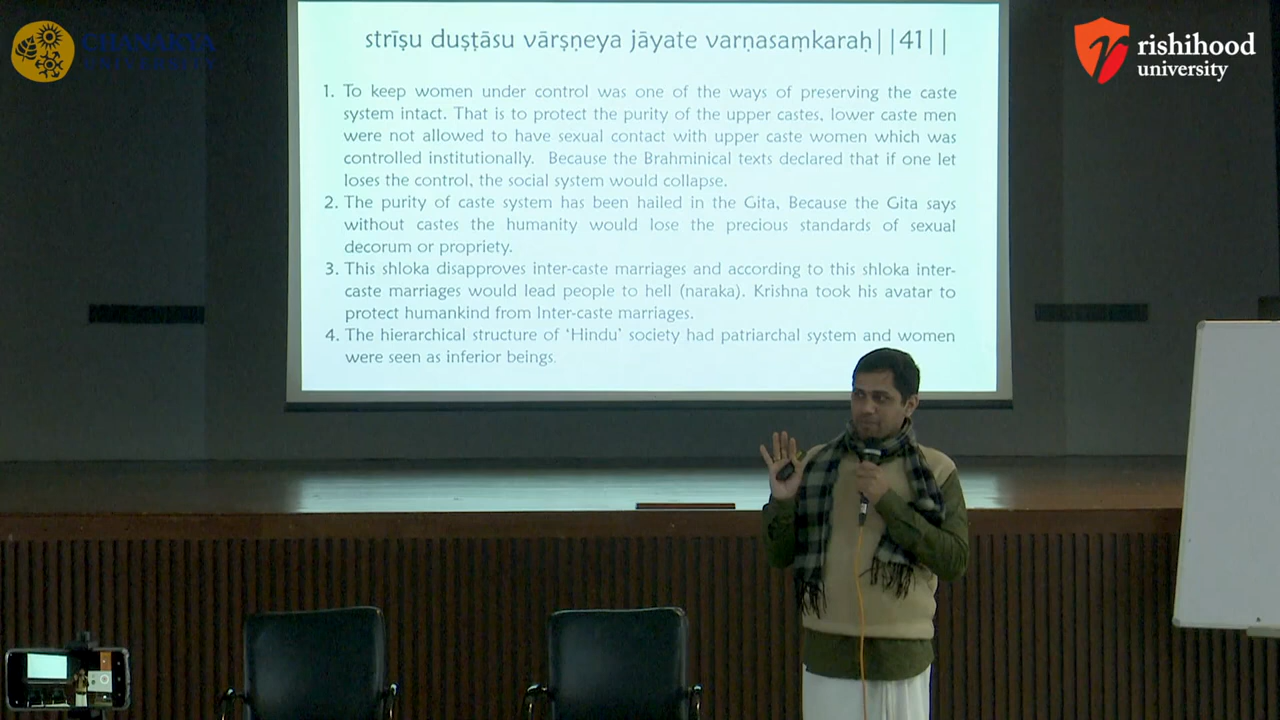 CHANAKYA
UNIVERSITY
rishihood
university
strīṣu duṣṭāsu vārṣṇeya jāyate varṇasaṃkaraḥ||41||
1. To keep women under control was one of the ways of preserving the caste
system intact. That is to protect the purity of the upper castes, lower caste men
were not allowed to have sexual contact with upper caste women which was
controlled institutionally. Because the Brahminical texts declared that if one let
loses the control, the social system would collapse.
2. The purity of caste system has been hailed in the Gita, Because the Gita says
without castes the humanity would lose the precious standards of sexual
decorum or propriety.
3. This shloka disapproves inter-caste marriages and according to this shloka inter-
caste marriages would lead people to hell (naraka). Krishna took his avatar to
protect humankind from Inter-caste marriages.
4. The hierarchical structure of ‘Hindu’ society had patriarchal system and women
were seen as inferior beings.